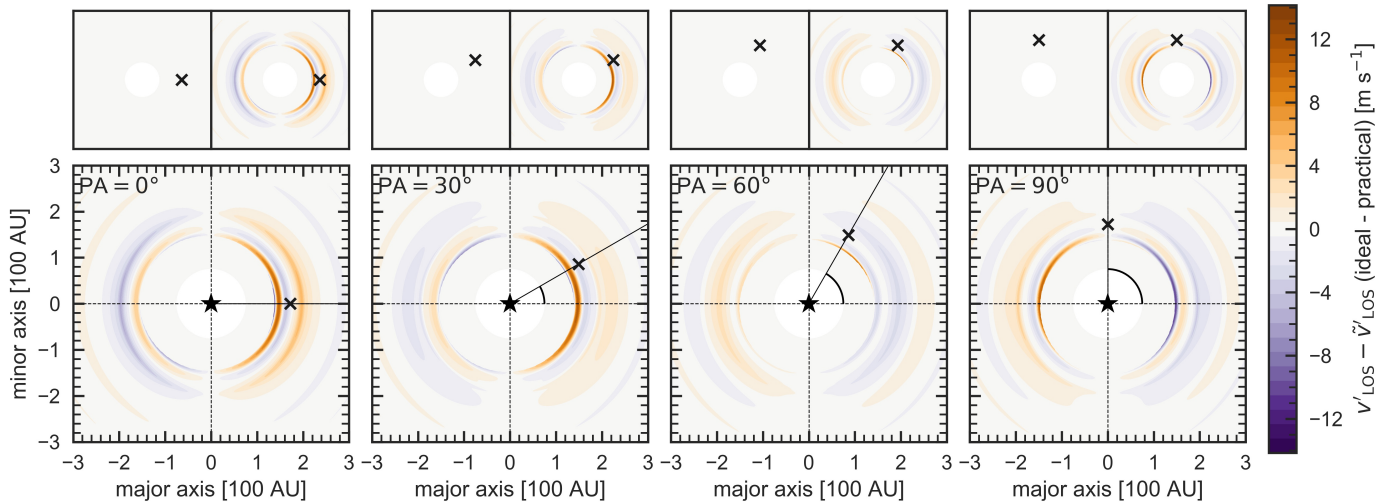 PA = 0°
PA = 30°
PA = 60°
PA = 90°
minor axis [100 AU]
3
2
1
0
−1
−2
−3
−3 −2 −1 0 1 2 3
−3 −2 −1 0 1 2 3
−3 −2 −1 0 1 2 3
−3 −2 −1 0 1 2 3
major axis [100 AU]
major axis [100 AU]
major axis [100 AU]
major axis [100 AU]
12
8
4
0
−4
−8
−12
v′LOS − ṽ′LOS (ideal - practical) [m s⁻¹]